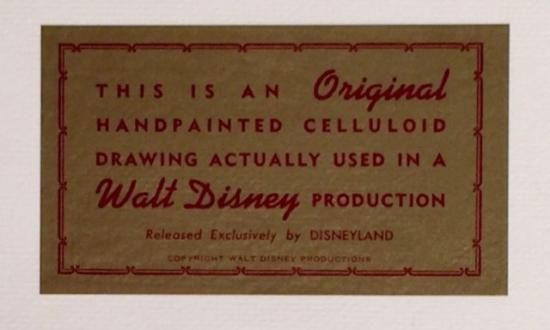 THIS IS AN Original
HANDPAINTED CELLULOID
DRAWING ACTUALLY USED IN A
Walt Disney PRODUCTION
Released Exclusively by DISNEYLAND
COPYRIGHT WALT DISNEY PRODUCTIONS